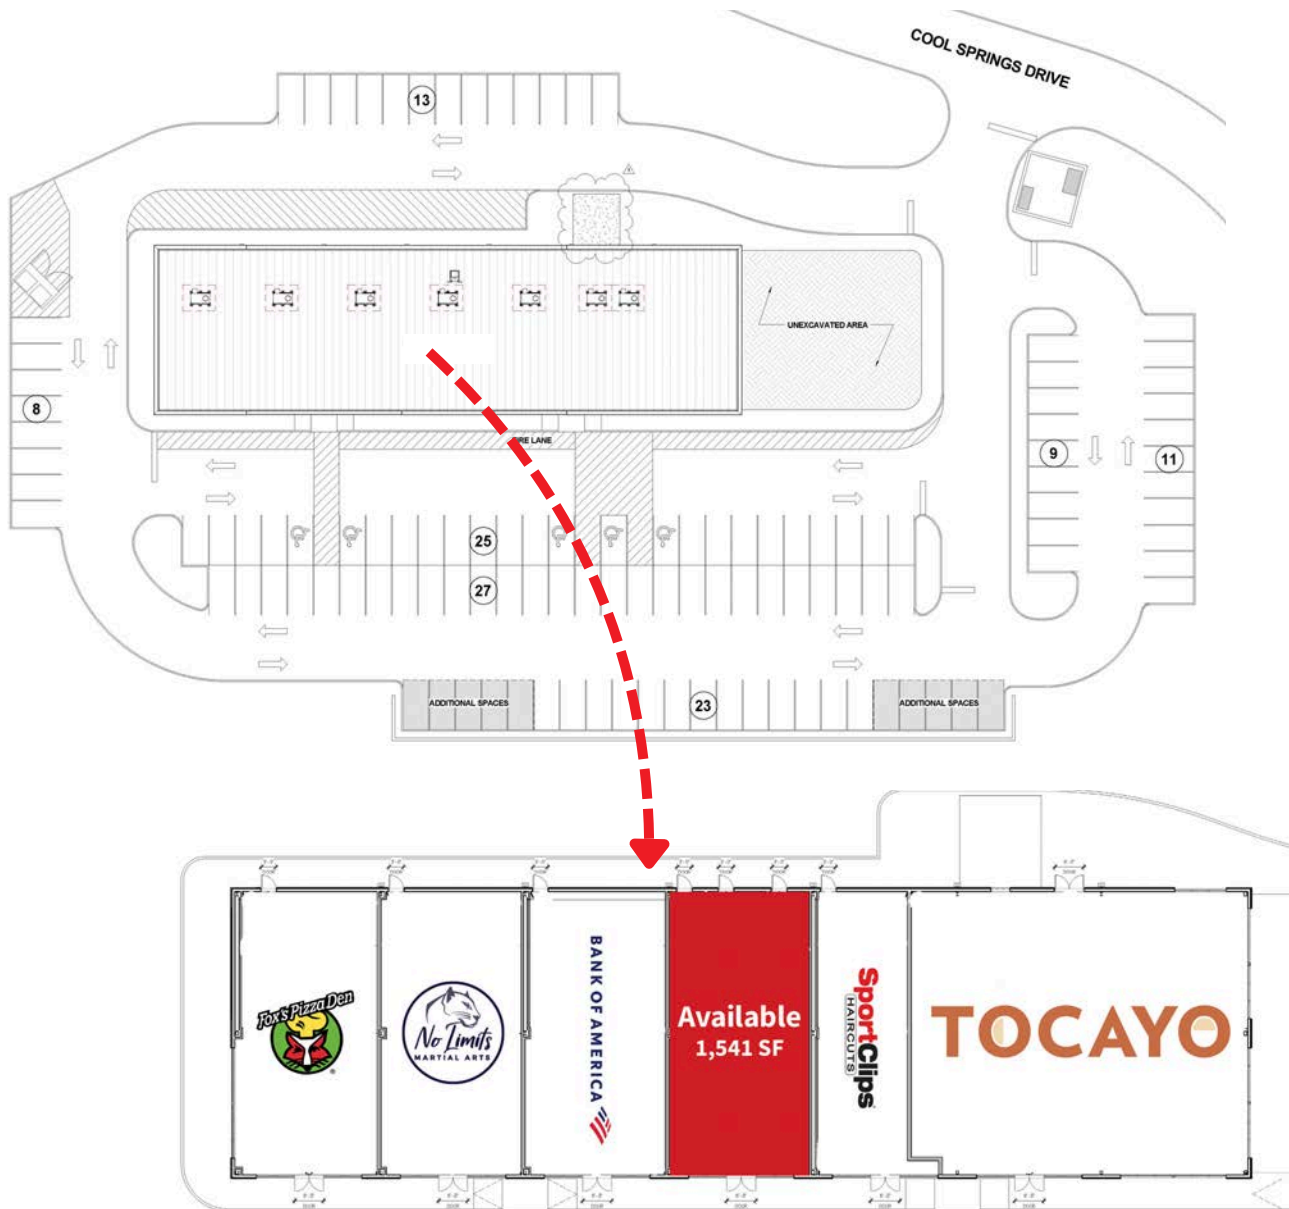 COOL SPRINGS DRIVE
13
UNEXCAVATED AREA
8
FIRE LANE
9
11
25
27
ADDITIONAL SPACES
23
ADDITIONAL SPACES
Fox's Pizza Den
No Limits
MARTIAL ARTS
BANK OF AMERICA
Available
1,541 SF
SportClips
HAIRCUTS
TOCAYO